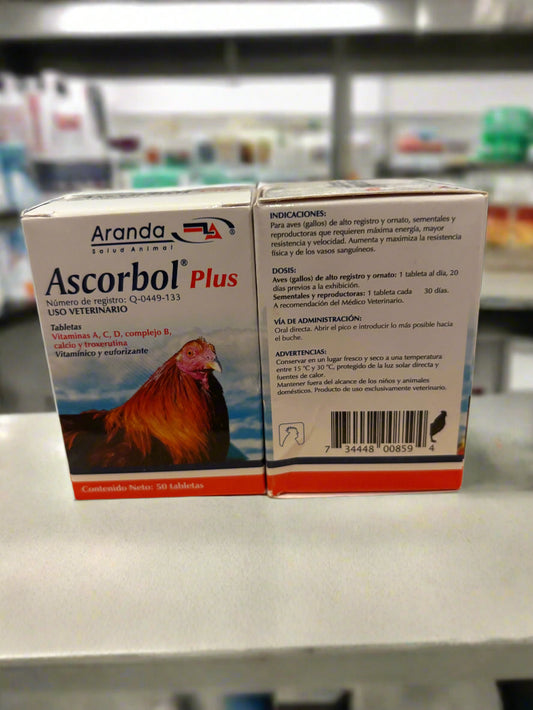 Aranda
Salud Animal
Ascorbol® Plus
Número de registro: Q-0449-133
USO VETERINARIO
Tabletas
Vitaminas A, C, D, complejo B,
calcio y troxerutina
Vitamínico y euforizante
Contenido Neto: 50 tabletas
INDICACIONES:
Para aves (gallos) de alto registro y ornato, sementales y
reproductoras que requieren máxima energía, mayor
resistencia y velocidad. Aumenta y maximiza la resistencia
física y de los vasos sanguíneos.
DOSIS:
Aves (gallos) de alto registro y ornato: 1 tableta al día, 20
días previos a la exhibición.
Sementales y reproductoras: 1 tableta cada 30 días.
A recomendación del Médico Veterinario.
VÍA DE ADMINISTRACIÓN:
Oral directa. Abrir el pico e introducir lo más posible hacia
el buche.
ADVERTENCIAS:
Conservar en un lugar fresco y seco a una temperatura
entre 15 °C y 30 °C, protegido de la luz solar directa y
fuentes de calor.
Mantener fuera del alcance de los niños y animales
domésticos. Producto de uso exclusivamente veterinario.
7 34448 00859 4